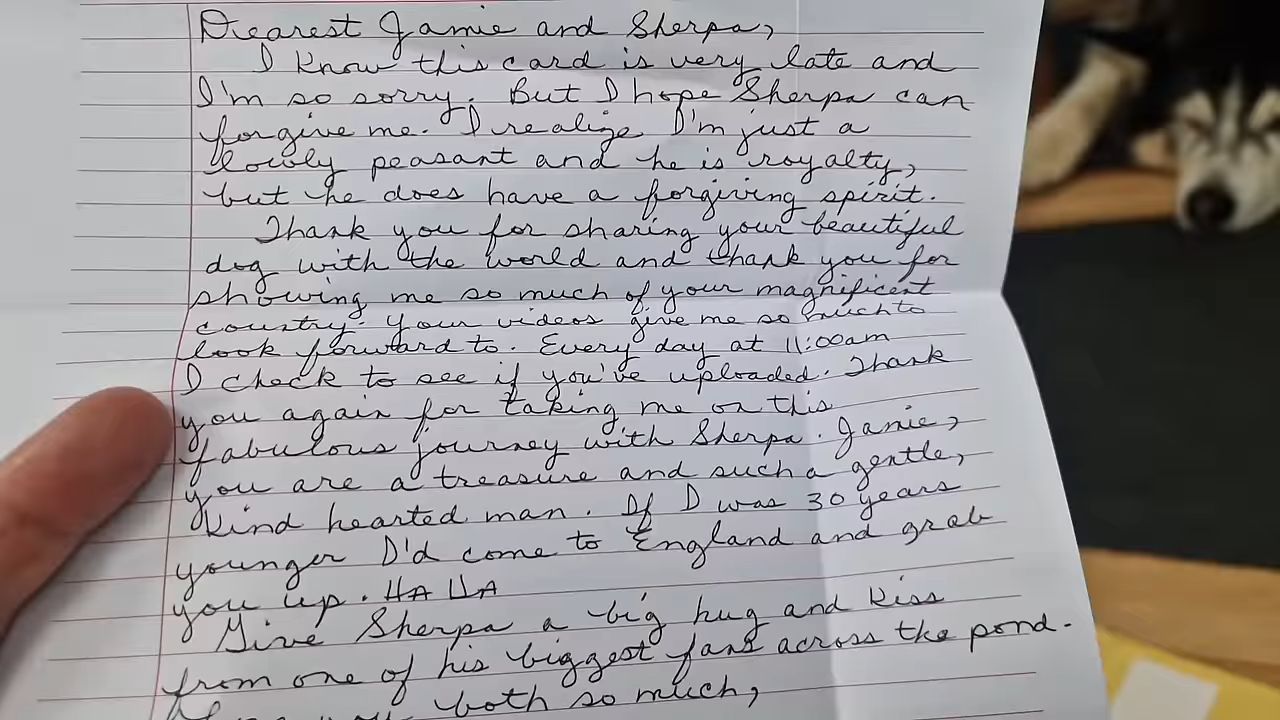 Dearest Jamie and Sherpa,
I know this card is very late and
I'm so sorry. But I hope Sherpa can
forgive me. I realize I'm just a
lowly peasant and he is royalty,
but he does have a forgiving spirit.
Thank you for sharing your beautiful
dog with the world and thank you for
showing me so much of your magnificent
country. Your videos give me so much to
look forward to. Every day at 11:00am
I check to see if you've uploaded. Thank
you again for taking me on this
fabulous journey with Sherpa. Jamie,
you are a treasure and such a gentle,
kind hearted man. If I was 30 years
younger I'd come to England and grab
you up. HA HA
Give Sherpa a big hug and kiss
from one of his biggest fans across the pond.
you both so much,